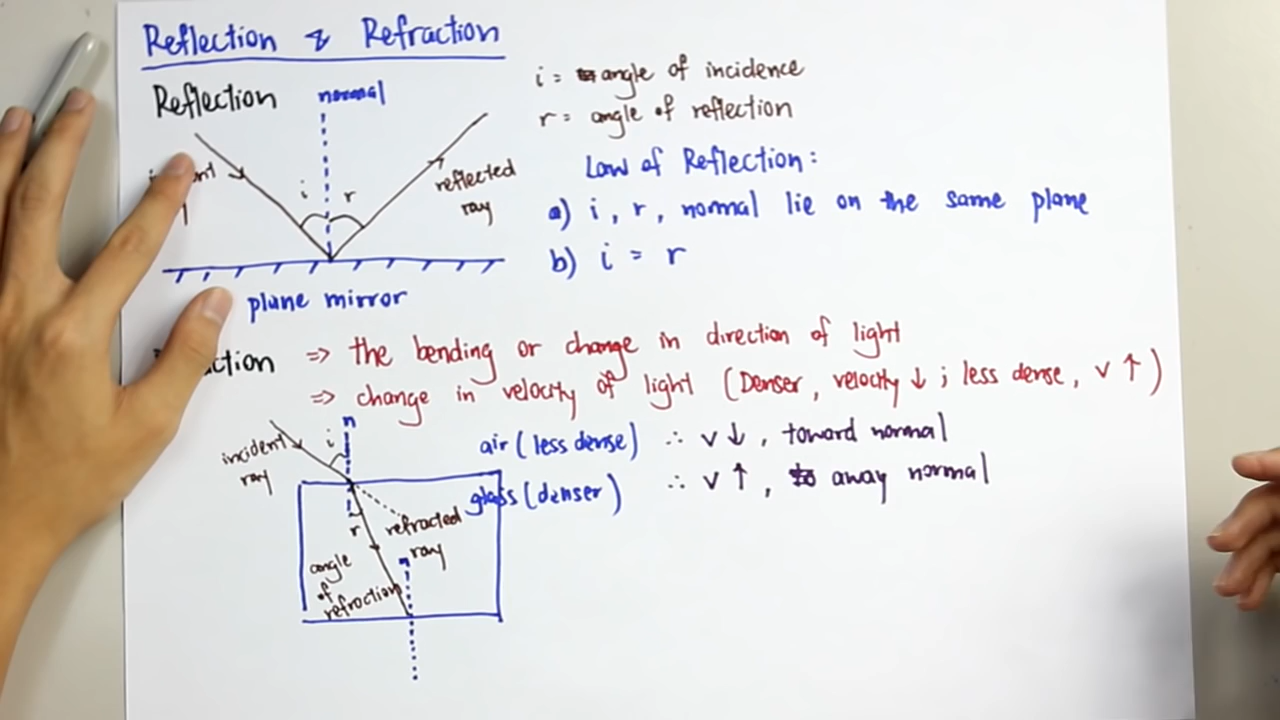 Reflection & Refraction
Reflection
normal
i
r
reflected
ray
plane mirror
i = angle of incidence
r = angle of reflection
Law of Reflection:
a) i, r, normal lie on the same plane
b) i = r
⇒ the bending or change in direction of light
⇒ change in velocity of light (Denser, velocity ↓ ; less dense, v ↑)
n
i
incident
ray
air (less dense) ∴ v ↓, toward normal
glass (denser) ∴ v ↑, away normal
r
refracted
ray
angle
of
refraction
n